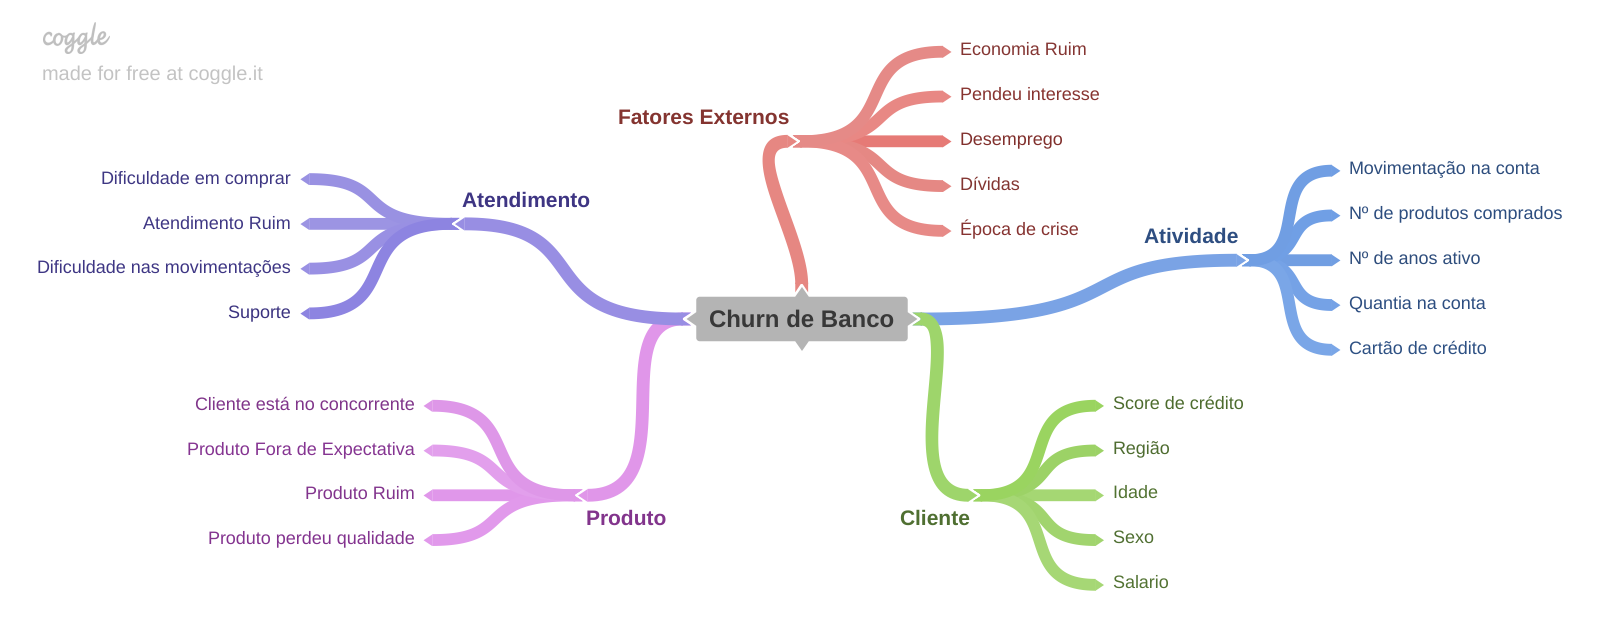 coggle
made for free at coggle.it
Churn de Banco
Fatores Externos
Economia Ruim
Pendeu interesse
Desemprego
Dívidas
Época de crise
Atividade
Movimentação na conta
Nº de produtos comprados
Nº de anos ativo
Quantia na conta
Cartão de crédito
Cliente
Score de crédito
Região
Idade
Sexo
Salario
Atendimento
Dificuldade em comprar
Atendimento Ruim
Dificuldade nas movimentações
Suporte
Produto
Cliente está no concorrente
Produto Fora de Expectativa
Produto Ruim
Produto perdeu qualidade